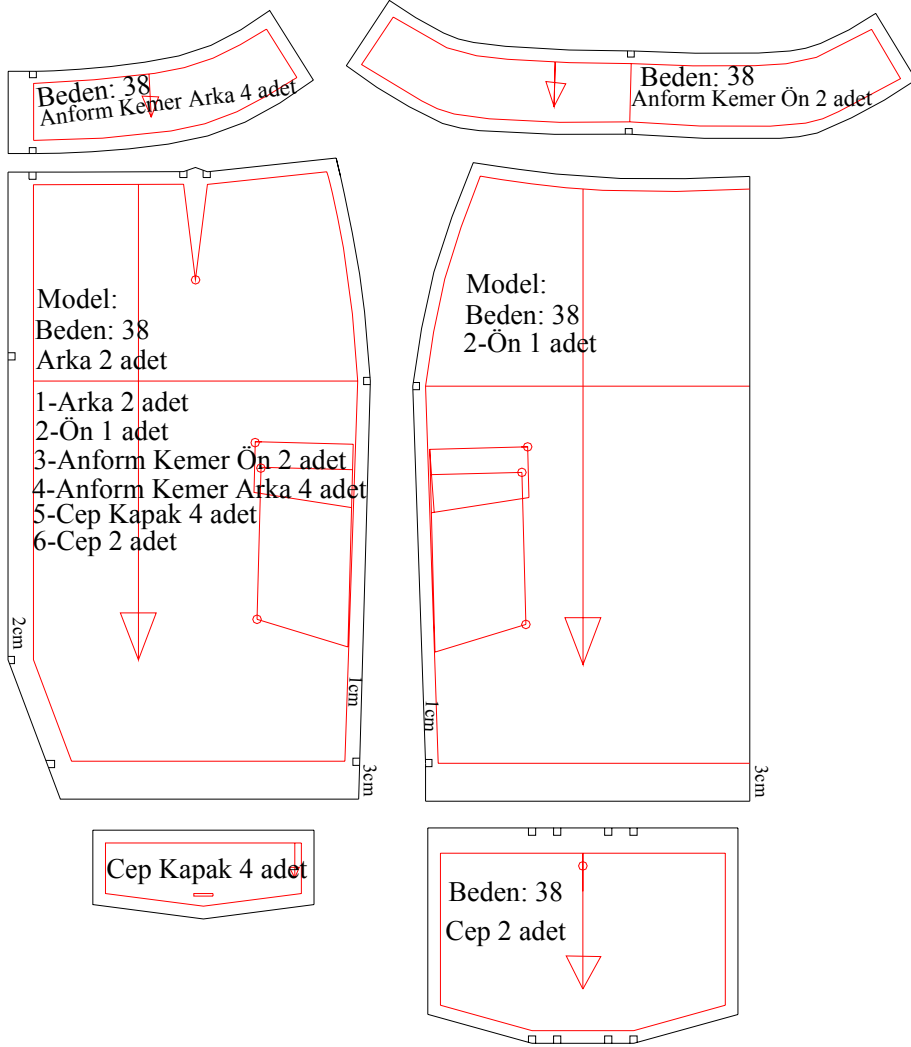 Beden: 38
Anform Kemer Arka 4 adet
Beden: 38
Anform Kemer Ön 2 adet
Model:
Beden: 38
Arka 2 adet
1-Arka 2 adet
2-Ön 1 adet
3-Anform Kemer Ön 2 adet
4-Anform Kemer Arka 4 adet
5-Cep Kapak 4 adet
6-Cep 2 adet
2cm
1cm
3cm
Model:
Beden: 38
2-Ön 1 adet
1cm
3cm
Cep Kapak 4 adet
Beden: 38
Cep 2 adet